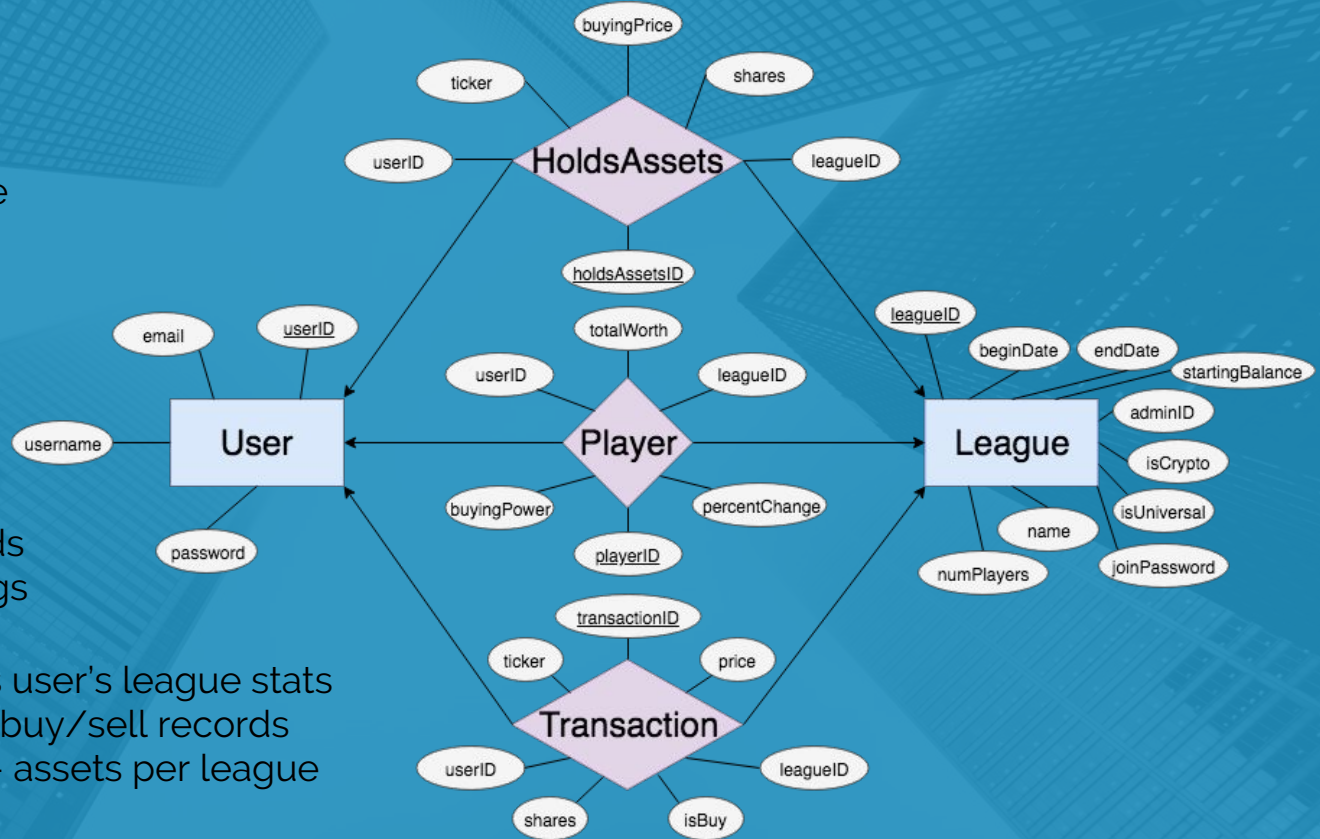 buyingPrice
ticker
shares
userID
HoldsAssets
leagueID
holdsAssetsID
totalWorth
userID
leagueID
Player
buyingPower
percentChange
playerID
email
userID
username
User
password
leagueID
beginDate
endDate
startingBalance
adminID
League
isCrypto
isUniversal
name
joinPassword
numPlayers
transactionID
ticker
price
Transaction
userID
leagueID
shares
isBuy
user's league stats
buy/sell records
assets per league